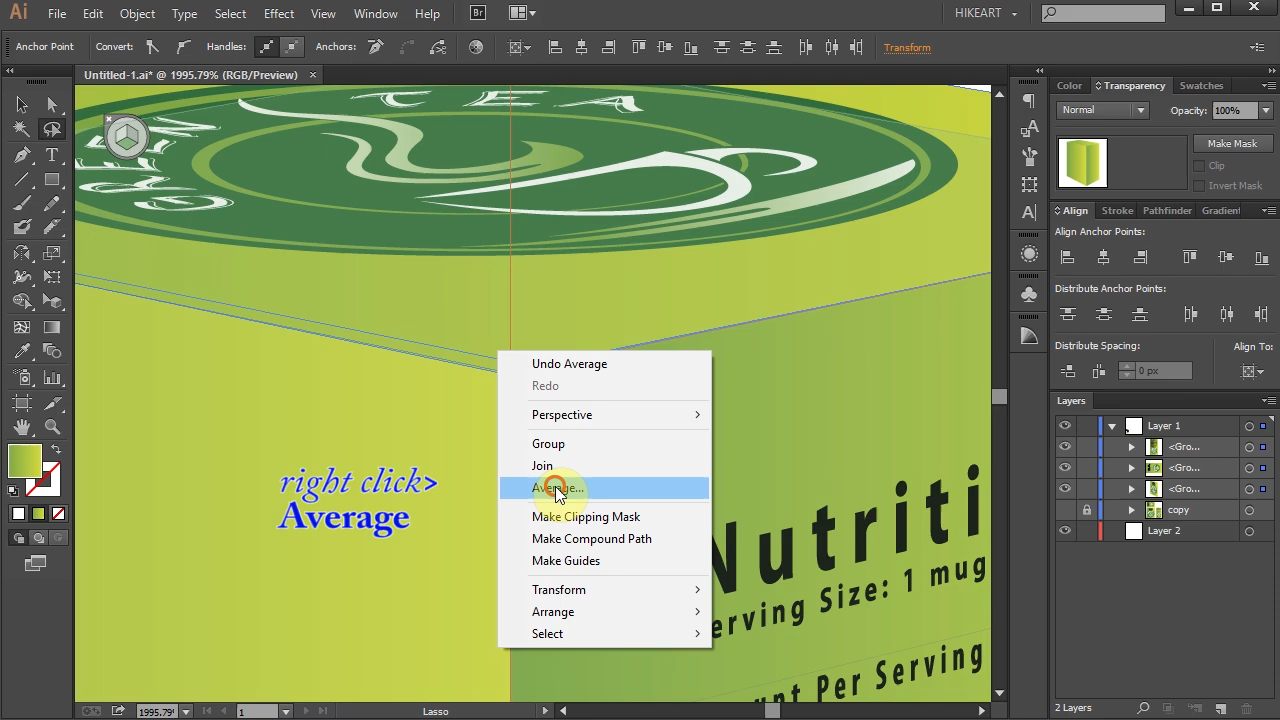 Ai File Edit Object Type Select Effect View Window Help Br HIKEART
Anchor Point Convert: Handles: Anchors: Transform
Untitled-1.ai* @ 1995.79% (RGB/Preview)
TEA
GREEN
right click>
Average
Undo Average
Redo
Perspective
Group
Join
Average...
Make Clipping Mask
Make Compound Path
Make Guides
Transform
Arrange
Select
Nutriti
erving Size: 1 mug
unt Per Serving
Color Transparency Swatches
Normal Opacity: 100%
Make Mask
Clip
Invert Mask
Align Stroke Pathfinder Gradient
Align Anchor Points:
Distribute Anchor Points:
Distribute Spacing: Align To:
0 px
Layers
Layer 1
<Gro...
<Gro...
<Gro...
copy
Layer 2
2 Layers
1995.79° 1 Lasso